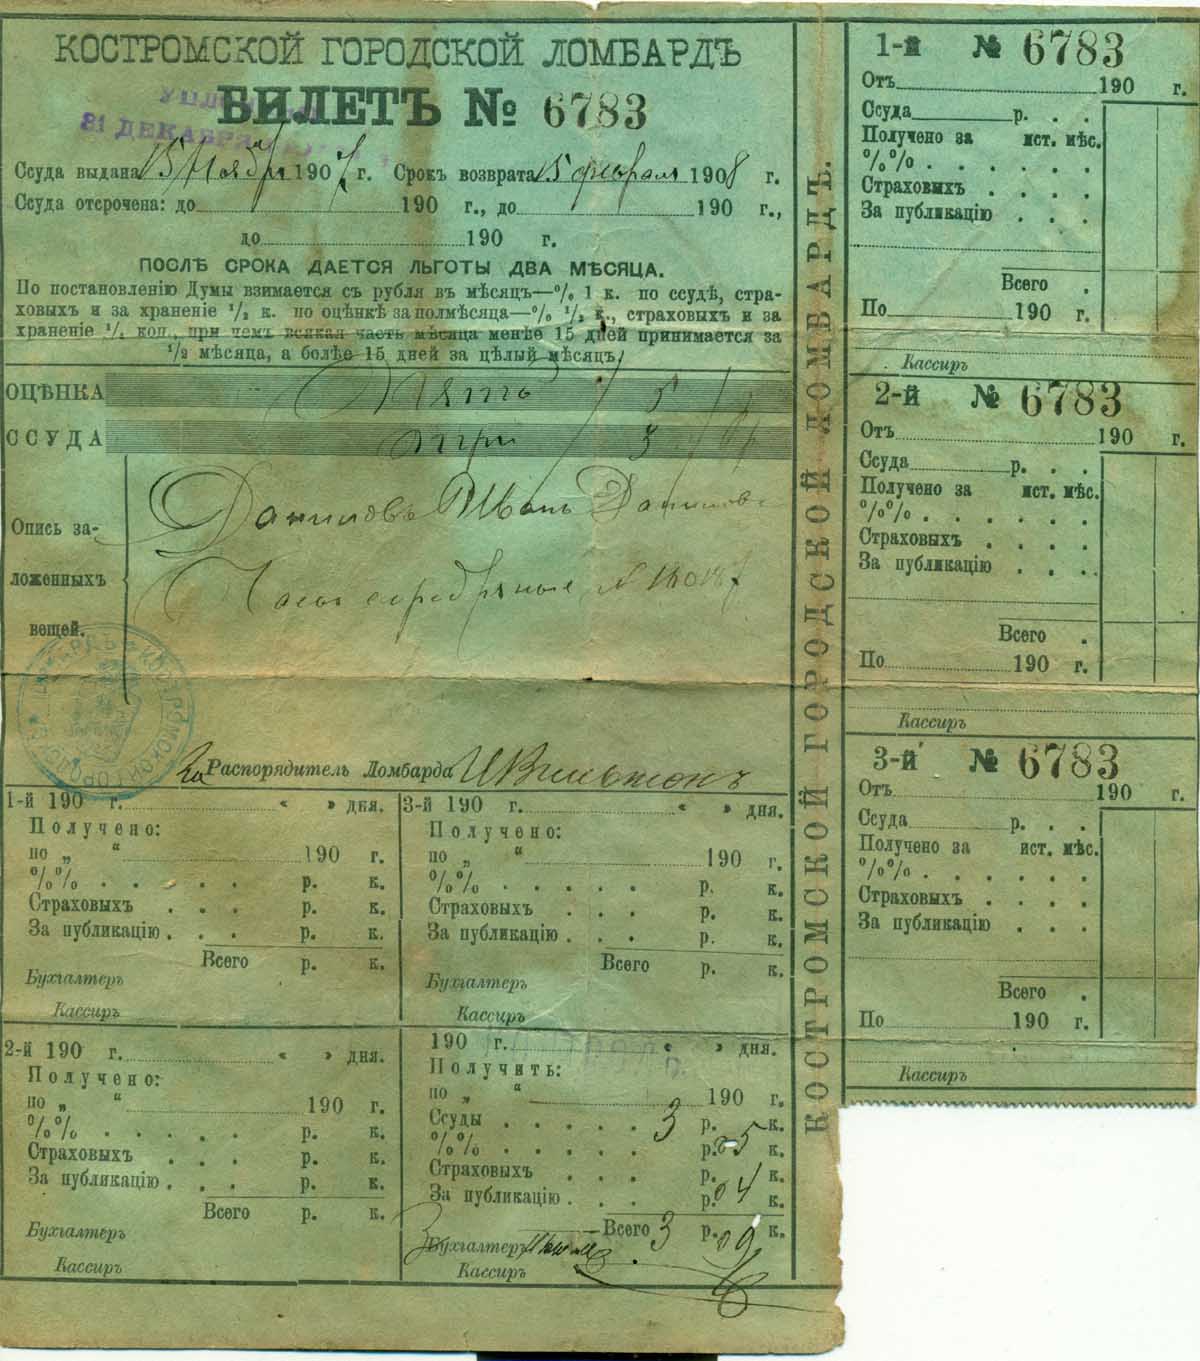 КОСТРОМСКОЙ ГОРОДСКОЙ ЛОМБАРДЪ
БИЛЕТЪ № 6783
31 ДЕКАБРЯ
Ссуда выдана 15 Ноября 1907 г. Срокъ возврата 15 февраля 1908 г.
Ссуда отсрочена: до 190 г., до 190 г.,
до 190 г.
ПОСЛѢ СРОКА ДАЕТСЯ ЛЬГОТЫ ДВА МѢСЯЦА.
По постановленію Думы взимается съ рубля въ мѣсяцъ—% 1 к. по ссудѣ, стра-
ховыхъ и за храненіе 1/2 к. по оцѣнкѣ за полмѣсяца—% 1/2 к., страховыхъ и за
храненіе 1/4 коп., при чемъ всякая часть мѣсяца менѣе 15 дней принимается за
1/2 мѣсяца, а болѣе 15 дней за цѣлый мѣсяцъ.
ОЦѢНКА Пять 5
ССУДА три 3
Опись за-
ложенныхъ
вещей.
Даниловъ Иванъ Данилов
Часы серебряные
За Распорядитель Ломбарда
1-й 190 г. « » дня.
Получено:
по „ “ 190 г.
%% р. к.
Страховыхъ р. к.
За публикацію р. к.
Всего р. к.
Бухгалтеръ
Кассиръ
3-й 190 г. « » дня.
Получено:
по „ “ 190 г.
%% р. к.
Страховыхъ р. к.
За публикацію р. к.
Всего р. к.
Бухгалтеръ
Кассиръ
2-й 190 г. « » дня.
Получено:
по „ “ 190 г.
%% р. к.
Страховыхъ р. к.
За публикацію р. к.
Всего р. к.
Бухгалтеръ
Кассиръ
190 г. « » дня.
Получить:
по „ “ 190 г.
Ссуды 3 р. к.
%% р. 05 к.
Страховыхъ р. к.
За публикацію р. 04 к.
Всего 3 р. 09 к.
Бухгалтеръ
Кассиръ
КОСТРОМСКОЙ ГОРОДСКОЙ ЛОМБАРДЪ.
1-й № 6783
Отъ 190 г.
Ссуда р.
Получено за ист. мѣс.
%%
Страховыхъ
За публикацію
Всего
По 190 г.
Кассиръ
2-й № 6783
Отъ 190 г.
Ссуда р.
Получено за ист. мѣс.
%%
Страховыхъ
За публикацію
Всего
По 190 г.
Кассиръ
3-й № 6783
Отъ 190 г.
Ссуда р.
Получено за ист. мѣс.
%%
Страховыхъ
За публикацію
Всего
По 190 г.
Кассиръ